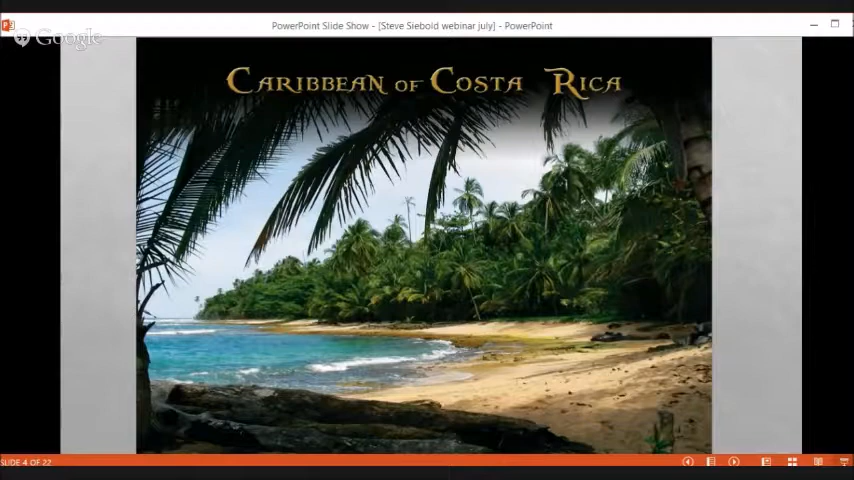 PowerPoint Slide Show - [Steve Siebold webinar july] - PowerPoint
Google
CARIBBEAN OF COSTA RICA
SLIDE 4 OF 22